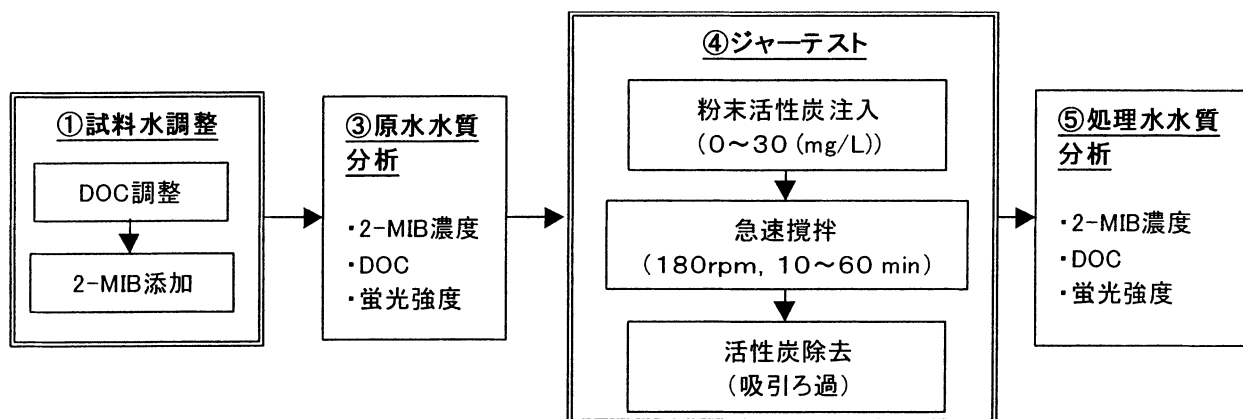 ①試料水調整
DOC調整
2-MIB添加
③原水水質
分析
・2-MIB濃度
・DOC
・蛍光強度
④ジャーテスト
粉末活性炭注入
(0～30 (mg/L))
急速撹拌
(180rpm, 10～60 min)
活性炭除去
(吸引ろ過)
⑤処理水水質
分析
・2-MIB濃度
・DOC
・蛍光強度